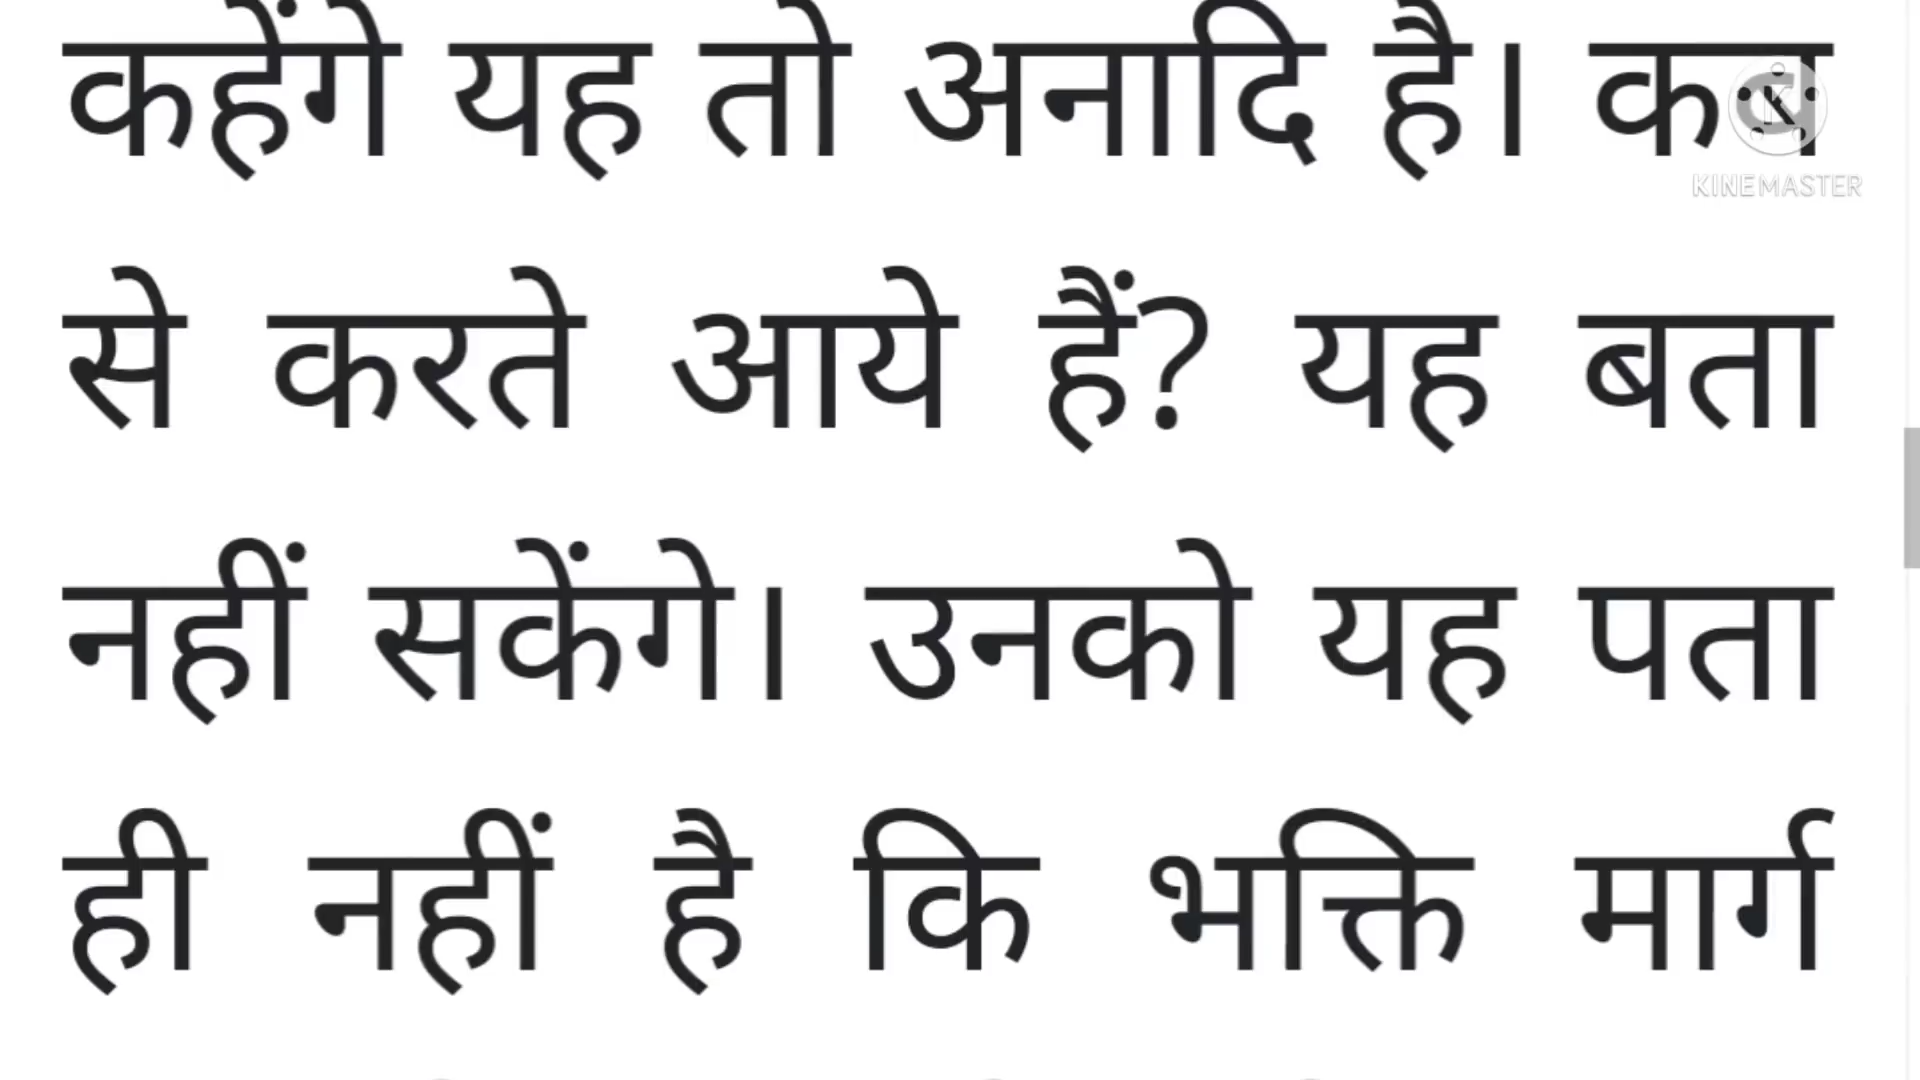 कहेंगे यह तो अनादि है। कब
KINEMASTER
से करते आये हैं? यह बता
नहीं सकेंगे। उनको यह पता
ही नहीं है कि भक्ति मार्ग